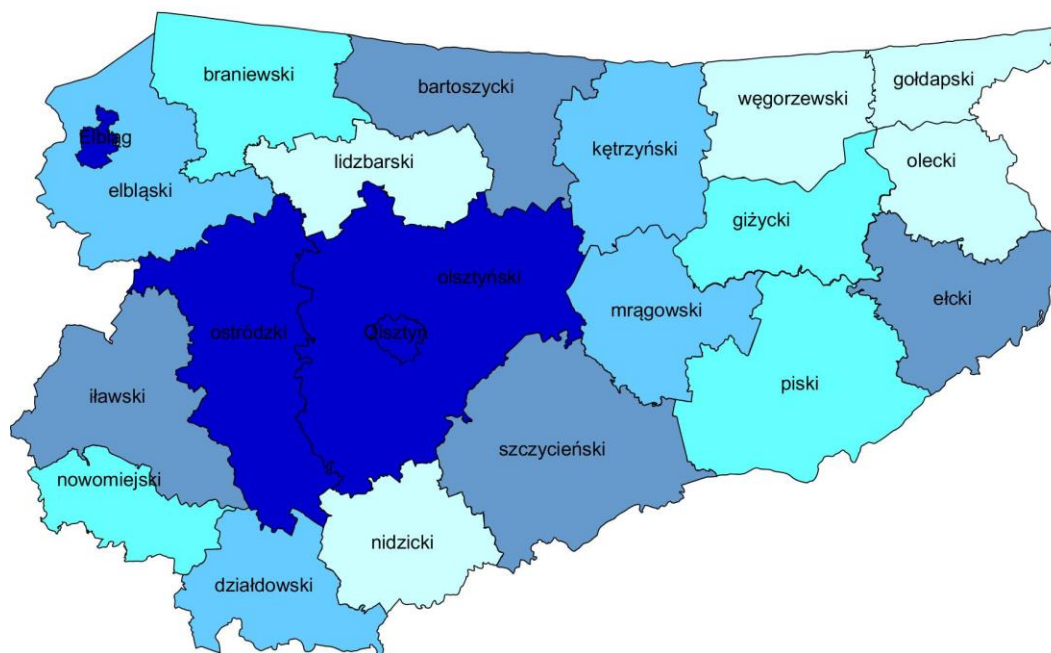 gołdapski
braniewski
bartoszycki
węgorzewski
Elbląg
kętrzyński
lidzbarski
olecki
elbląski
giżycki
olsztyński
ełcki
mrągowski
ostródzki
Olsztyn
piski
iławski
szczycieński
nowomiejski
nidzicki
działdowski